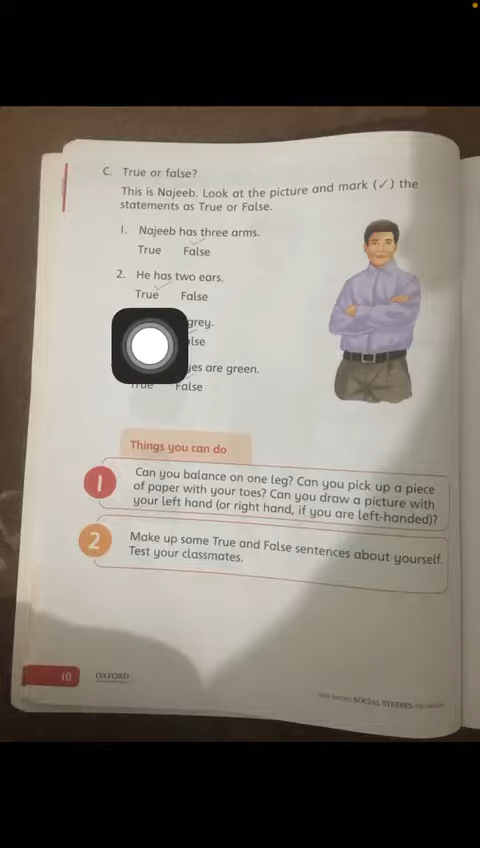 C. True or false?
This is Najeeb. Look at the picture and mark (✓) the
statements as True or False.
1. Najeeb has three arms.
True False
2. He has two ears.
True False
grey.
lse
yes are green.
True False
Things you can do
1 Can you balance on one leg? Can you pick up a piece
of paper with your toes? Can you draw a picture with
your left hand (or right hand, if you are left-handed)?
2 Make up some True and False sentences about yourself.
Test your classmates.
10 OXFORD
SOCIAL STUDIES